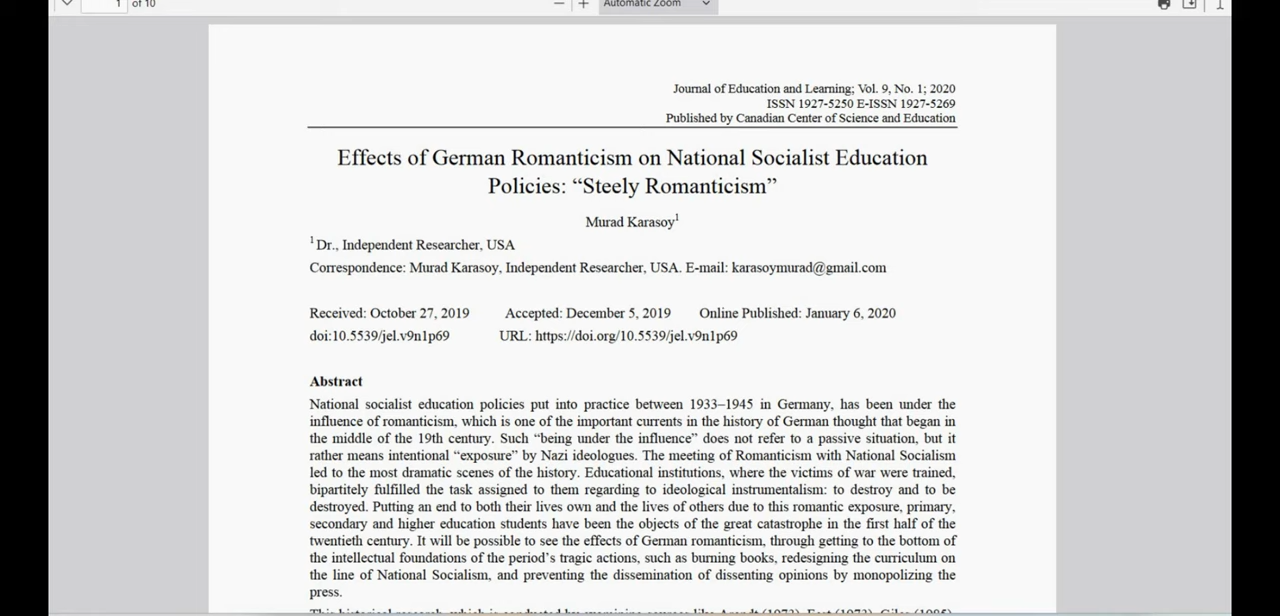 1 of 10
Automatic Zoom
Journal of Education and Learning; Vol. 9, No. 1; 2020
ISSN 1927-5250 E-ISSN 1927-5269
Published by Canadian Center of Science and Education
Effects of German Romanticism on National Socialist Education
Policies: “Steely Romanticism”
Murad Karasoy1
1 Dr., Independent Researcher, USA
Correspondence: Murad Karasoy, Independent Researcher, USA. E-mail: karasoymurad@gmail.com
Received: October 27, 2019 Accepted: December 5, 2019 Online Published: January 6, 2020
doi:10.5539/jel.v9n1p69 URL: https://doi.org/10.5539/jel.v9n1p69
Abstract
National socialist education policies put into practice between 1933–1945 in Germany, has been under the
influence of romanticism, which is one of the important currents in the history of German thought that began in
the middle of the 19th century. Such “being under the influence” does not refer to a passive situation, but it
rather means intentional “exposure” by Nazi ideologues. The meeting of Romanticism with National Socialism
led to the most dramatic scenes of the history. Educational institutions, where the victims of war were trained,
bipartitely fulfilled the task assigned to them regarding to ideological instrumentalism: to destroy and to be
destroyed. Putting an end to both their lives own and the lives of others due to this romantic exposure, primary,
secondary and higher education students have been the objects of the great catastrophe in the first half of the
twentieth century. It will be possible to see the effects of German romanticism, through getting to the bottom of
the intellectual foundations of the period’s tragic actions, such as burning books, redesigning the curriculum on
the line of National Socialism, and preventing the dissemination of dissenting opinions by monopolizing the
press.